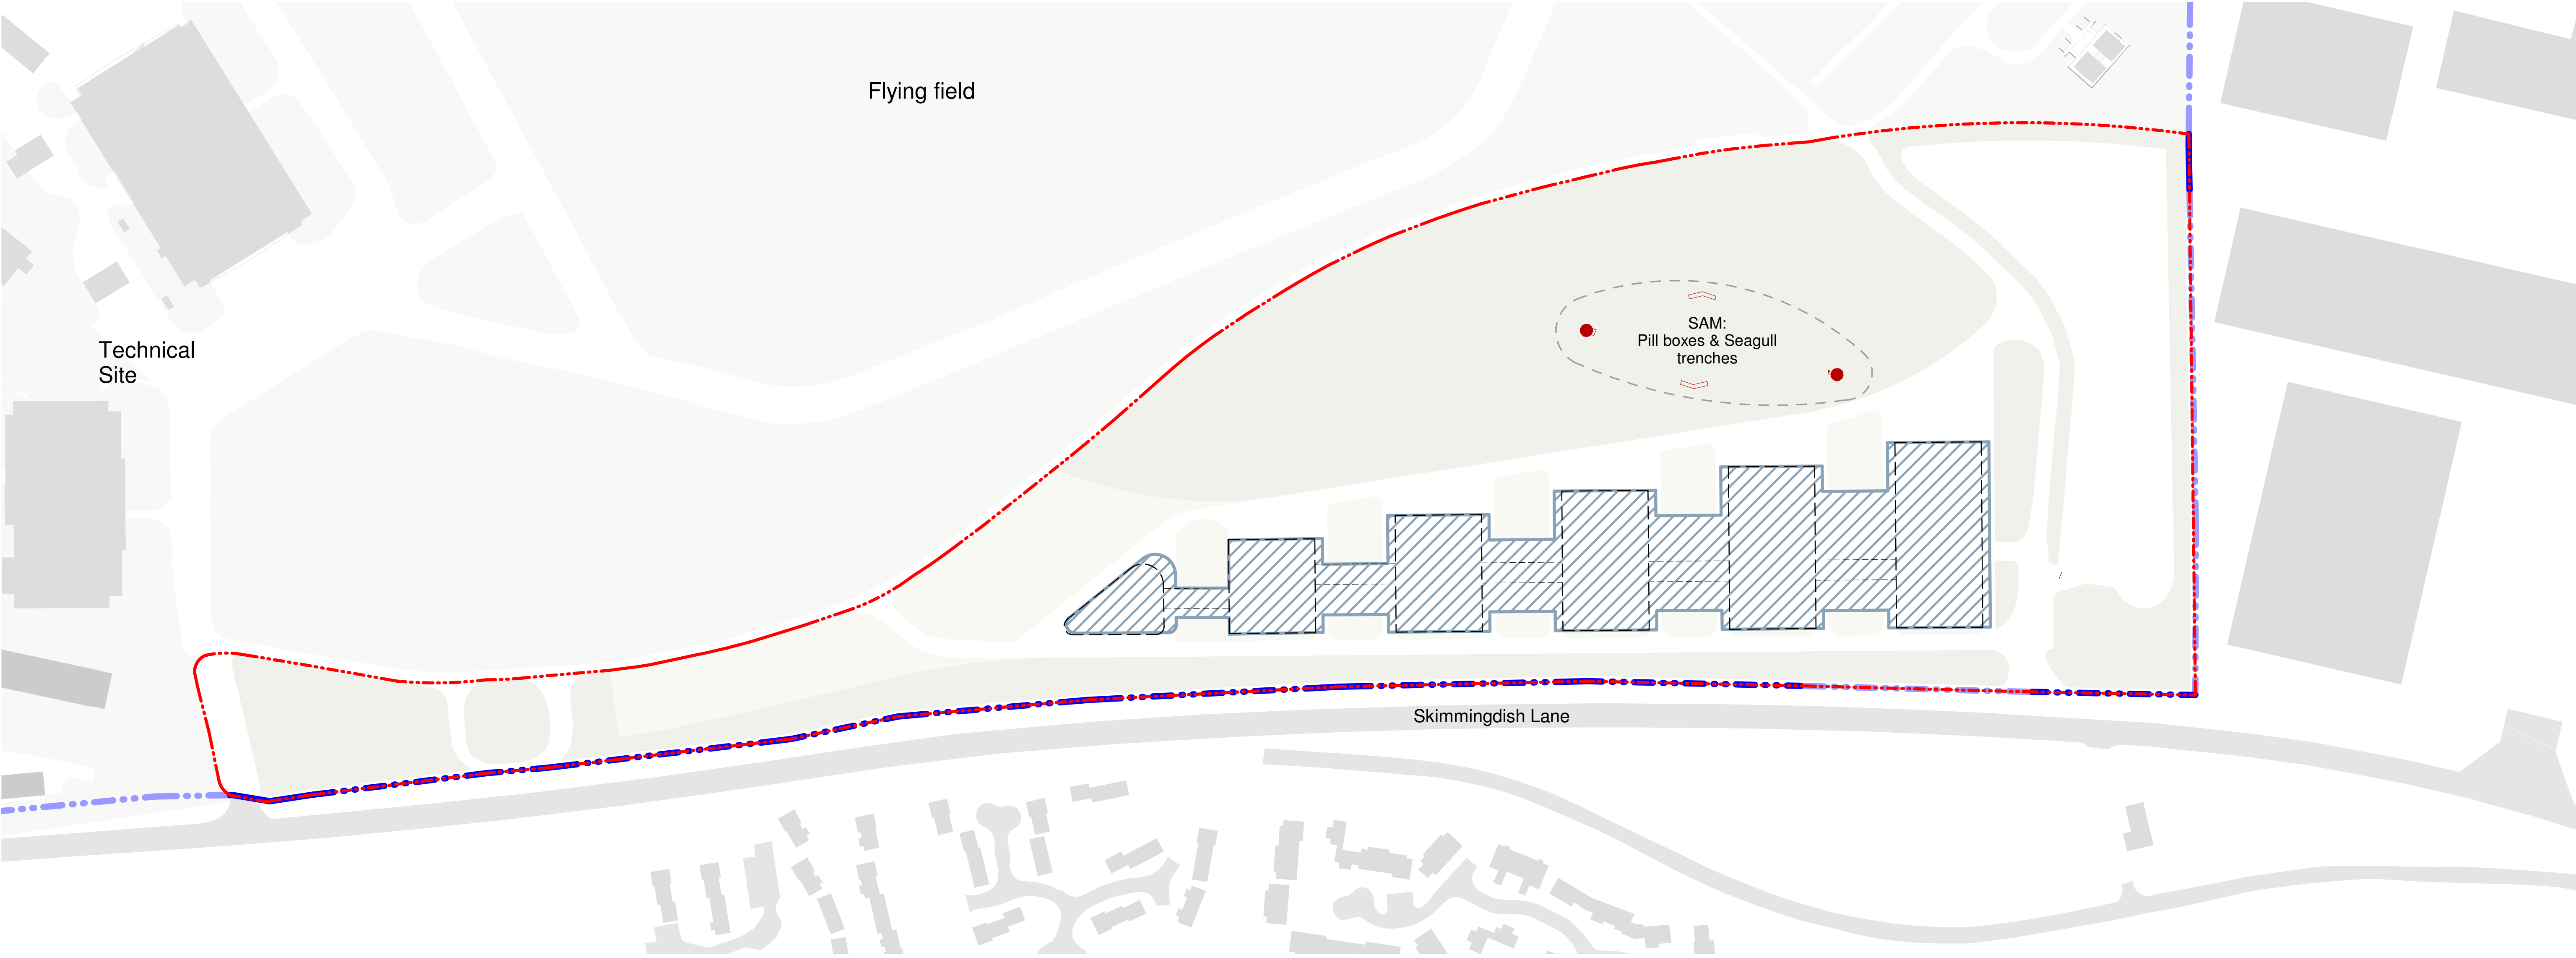 Flying field
SAM:
Pill boxes & Seagull
trenches
Technical
Site
Skimmingdish Lane